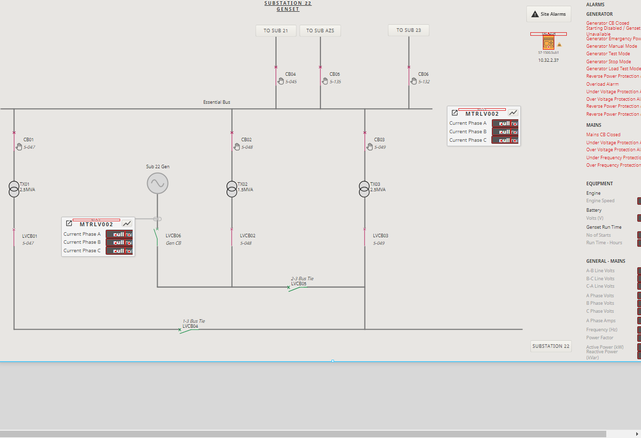 SUBSTATION 22
GENSET
TO SUB 21
TO SUB AZS
TO SUB 23
Site Alarms
10.32.2.21
CB04
CB05
CB06
S-132
Essential Bus
MTRLV002
Current Phase A null
Current Phase B null
Current Phase C null
CB01
S-047
CB02
S-048
CB03
S-049
Sub 22 Gen
TX01
2.5MVA
TX02
1.5MVA
TX03
2.5MVA
MTRLV002
Current Phase A null
Current Phase B null
Current Phase C null
LVCB01
S-047
LVCB06
Gen CB
LVCB02
S-048
LVCB03
S-049
2-3 Bus Tie
LVCB05
1-3 Bus Tie
LVCB04
SUBSTATION 22
ALARMS
GENERATOR
Generator CB Closed
Starting Disabled / Genset
Unavailable
Generator Emergency Pow
Generator Manual Mode
Generator Test Mode
Generator Stop Mode
Generator Load Test Mode
Reverse Power Protection
Overload Alarm
Under Voltage Protection
Over Voltage Protection Al
Reverse Power Protection
Reverse Power Protection
MAINS
Mains CB Closed
Under Voltage Protection
Over Voltage Protection Al
Under Frequency Protecti
Over Frequency Protectio
EQUIPMENT
Engine
Engine Speed
Battery
Volts (V)
Genset Run Time
No of Starts
Run Time - Hours
GENERAL - MAINS
A-B Line Volts
B-C Line Volts
C-A Line Volts
A Phase Volts
B Phase Volts
C Phase Volts
A Phase Amps
Frequency (Hz)
Power Factor
Active Power (kW)
Reactive Power
(kVar)